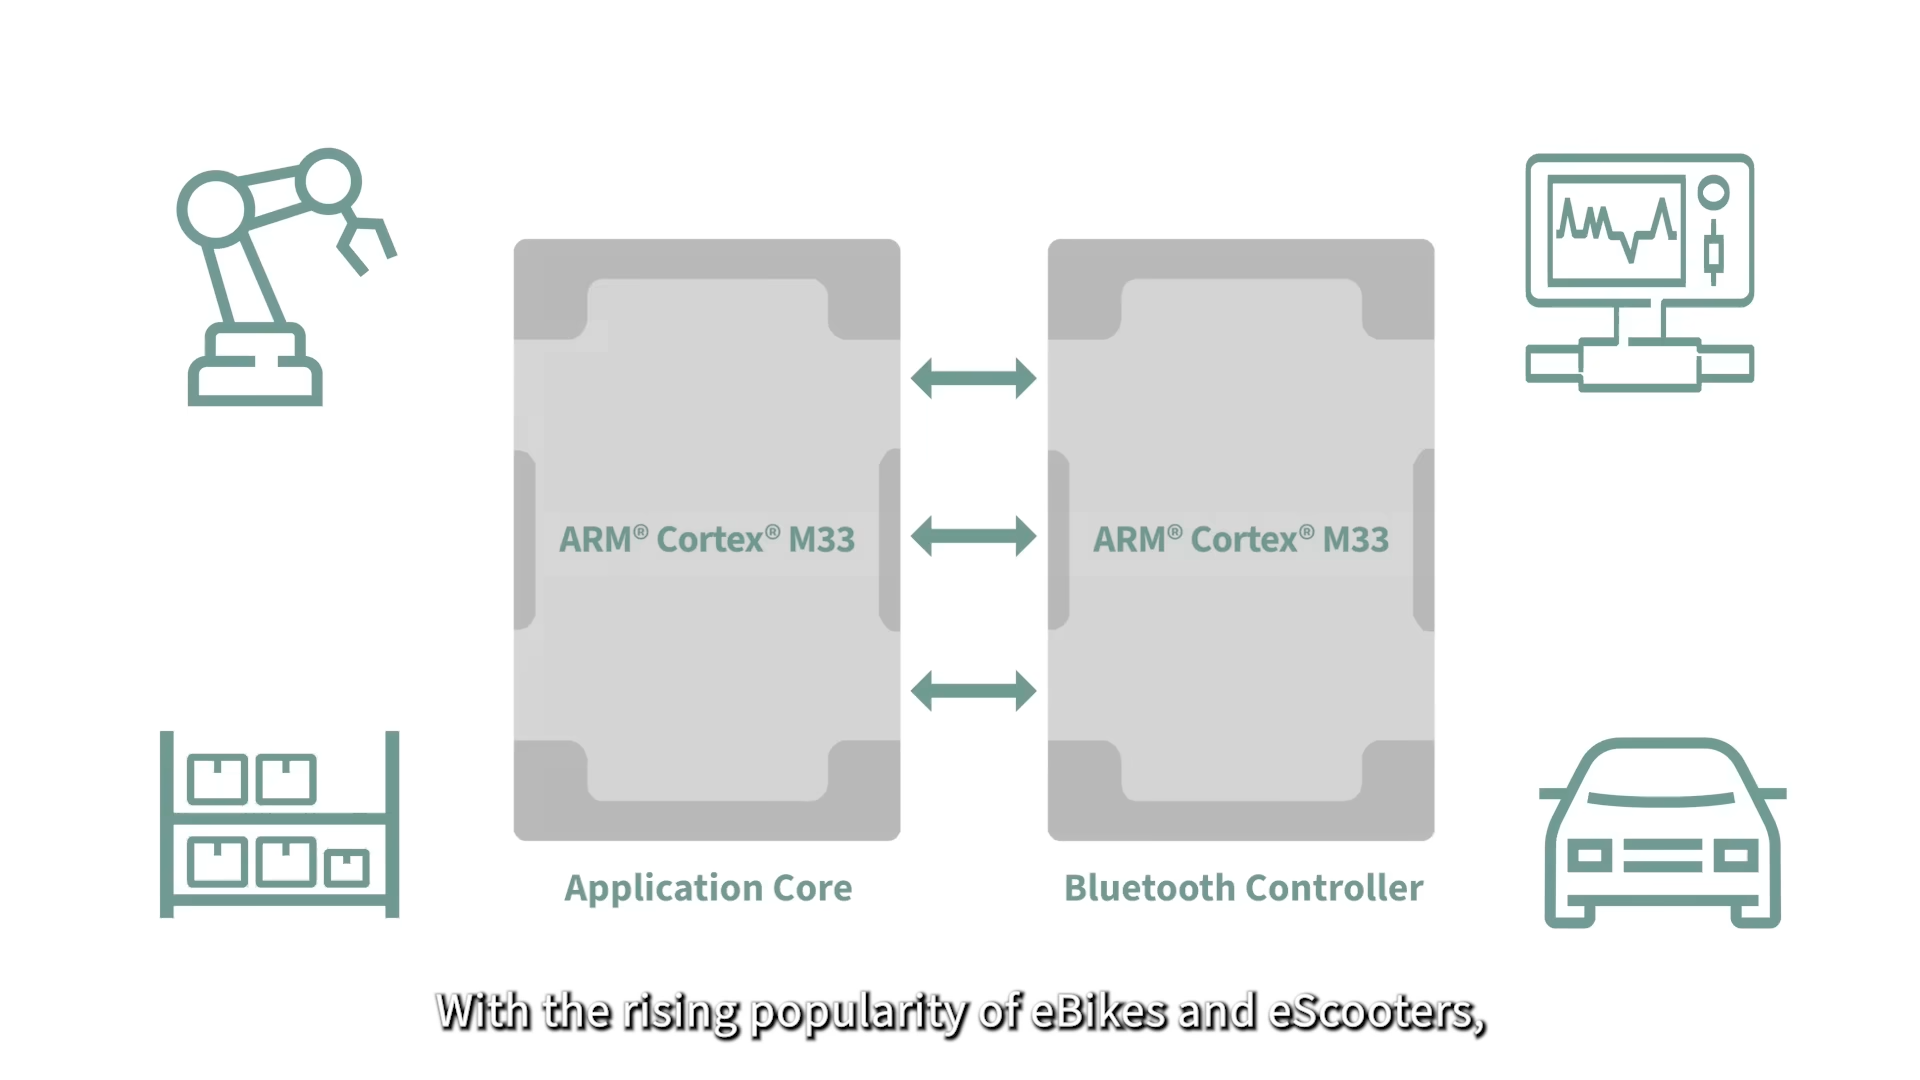 ARM® Cortex® M33
ARM® Cortex® M33
Application Core
Bluetooth Controller
With the rising popularity of eBikes and eScooters,